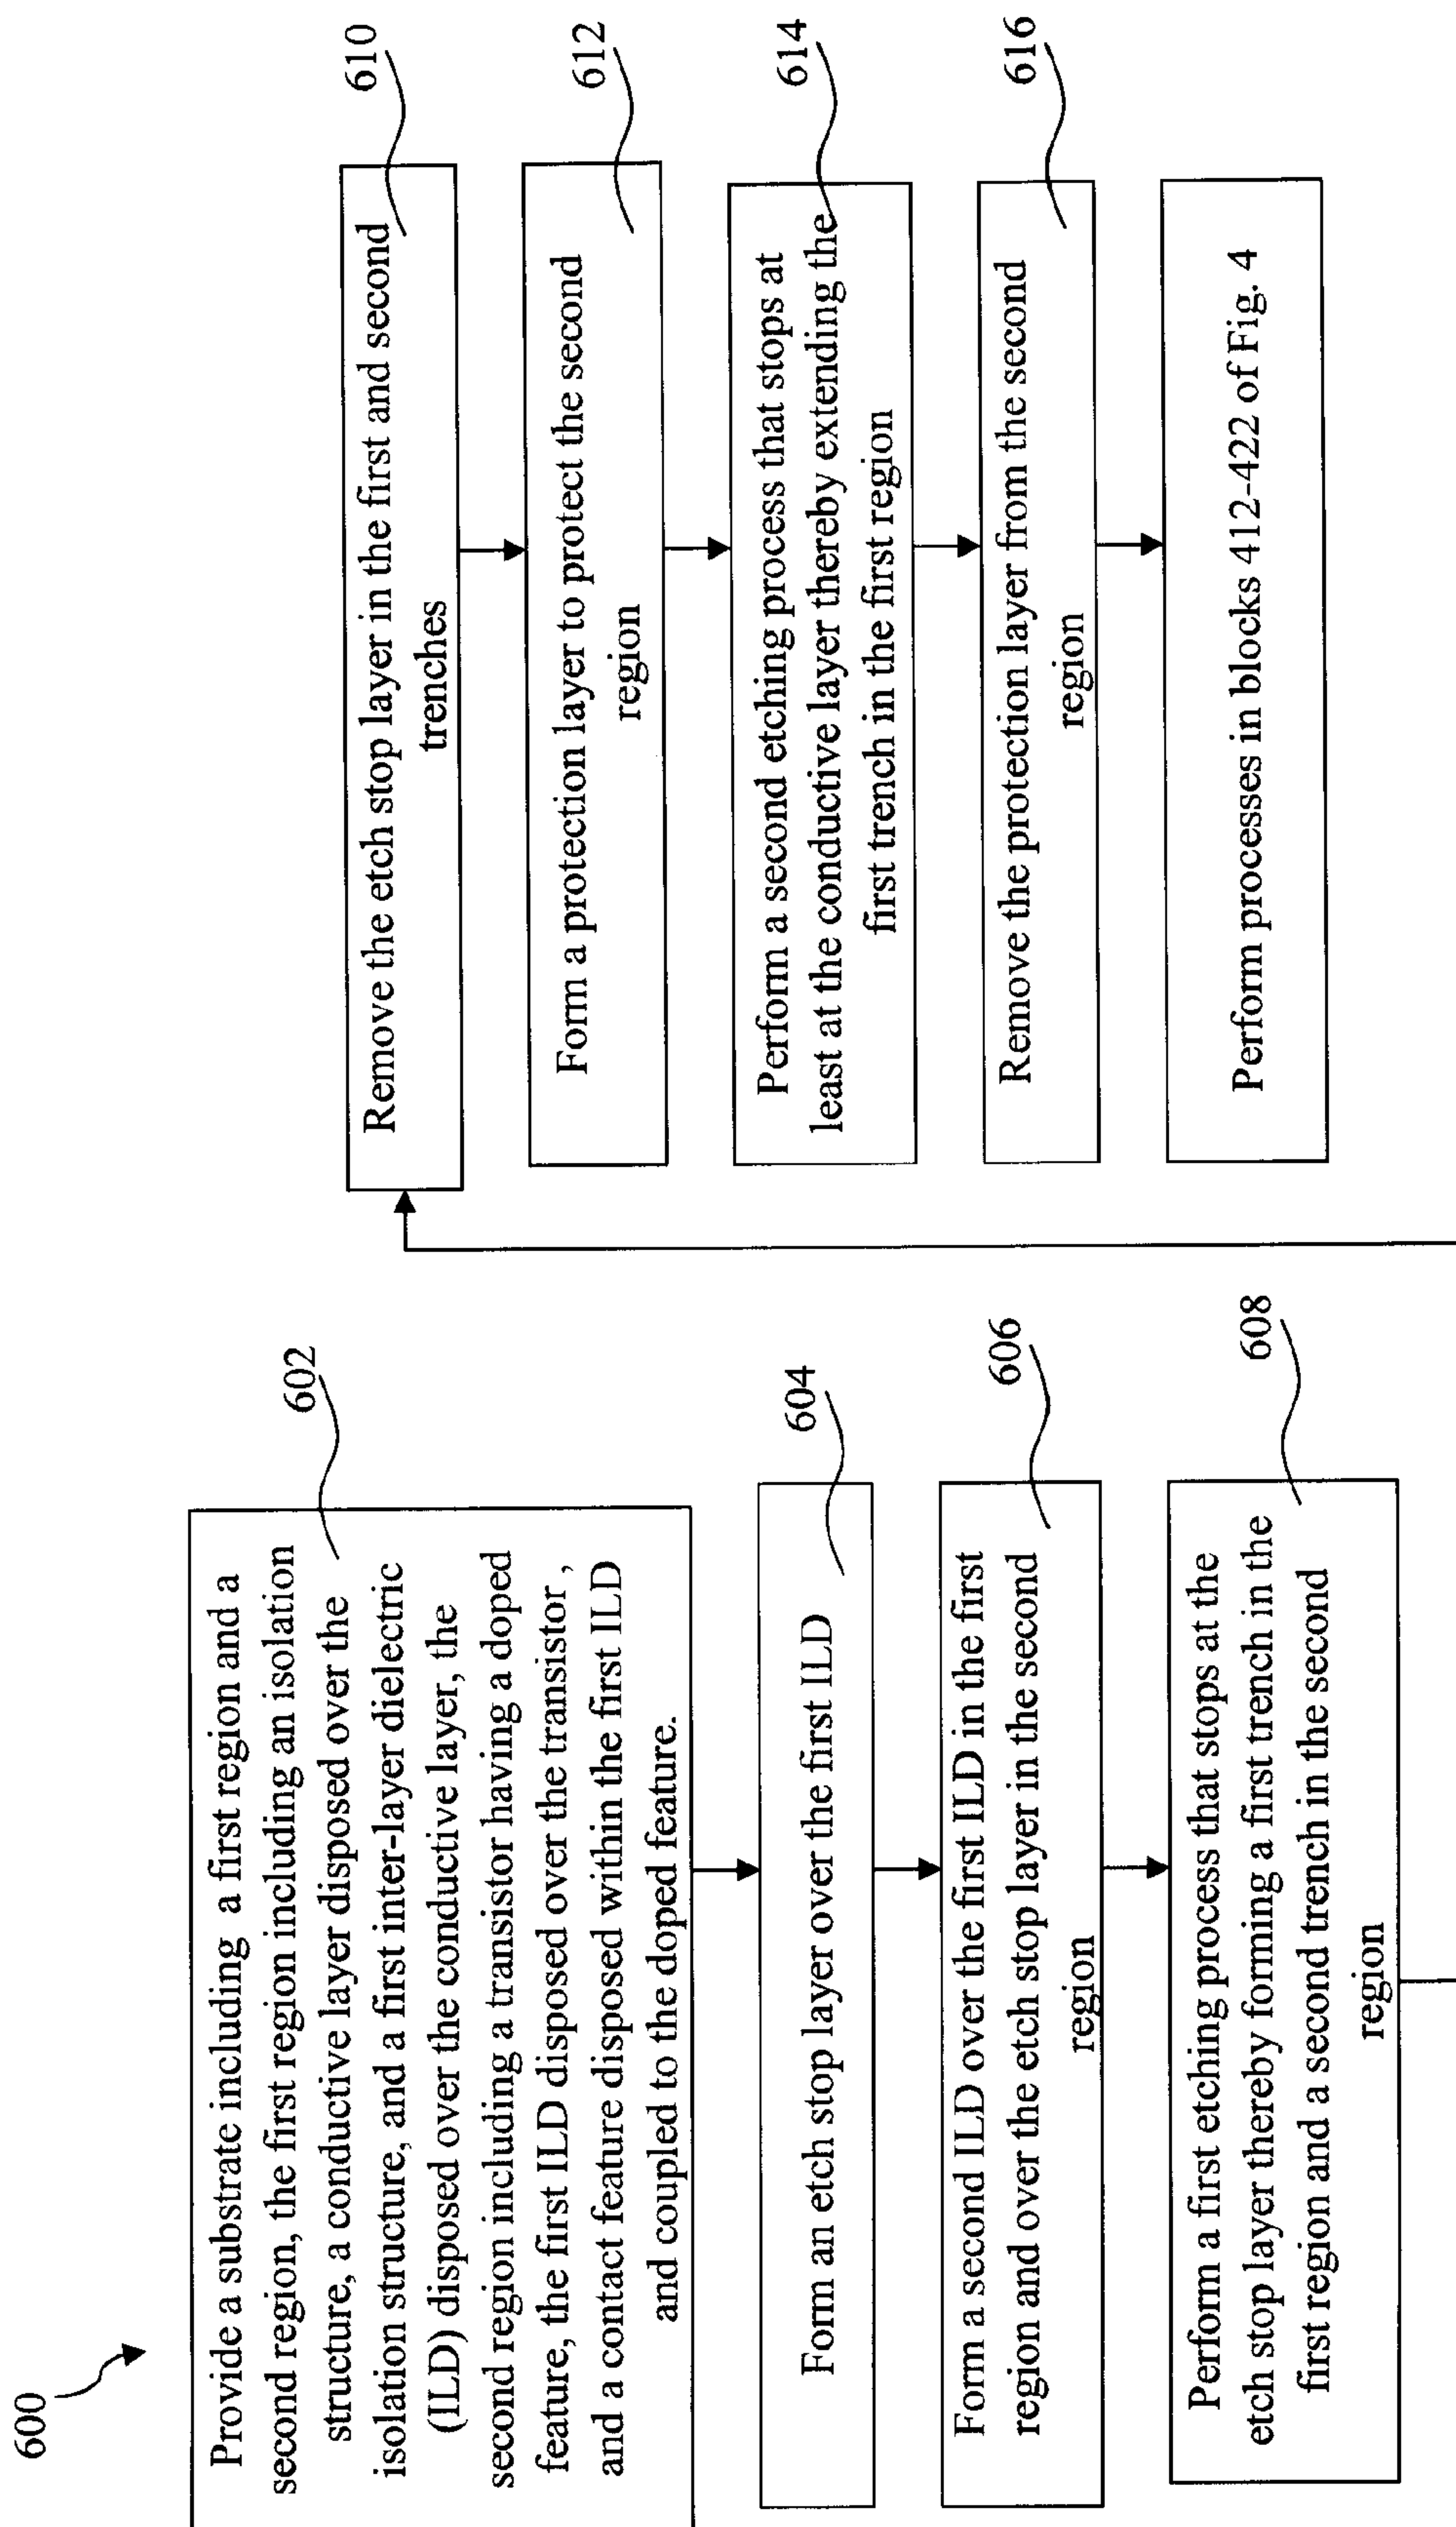 600
Provide a substrate including a first region and a
second region, the first region including an isolation
structure, a conductive layer disposed over the
isolation structure, and a first inter-layer dielectric
(ILD) disposed over the conductive layer, the
second region including a transistor having a doped
feature, the first ILD disposed over the transistor ,
and a contact feature disposed within the first ILD
and coupled to the doped feature.
602
Form an etch stop layer over the first ILD
604
Form a second ILD over the first ILD in the first
region and over the etch stop layer in the second
region
606
Perform a first etching process that stops at the
etch stop layer thereby forming a first trench in the
first region and a second trench in the second
region
608
Remove the etch stop layer in the first and second
trenches
610
Form a protection layer to protect the second
region
612
Perform a second etching process that stops at
least at the conductive layer thereby extending the
first trench in the first region
614
Remove the protection layer from the second
region
616
Perform processes in blocks 412-422 of Fig. 4